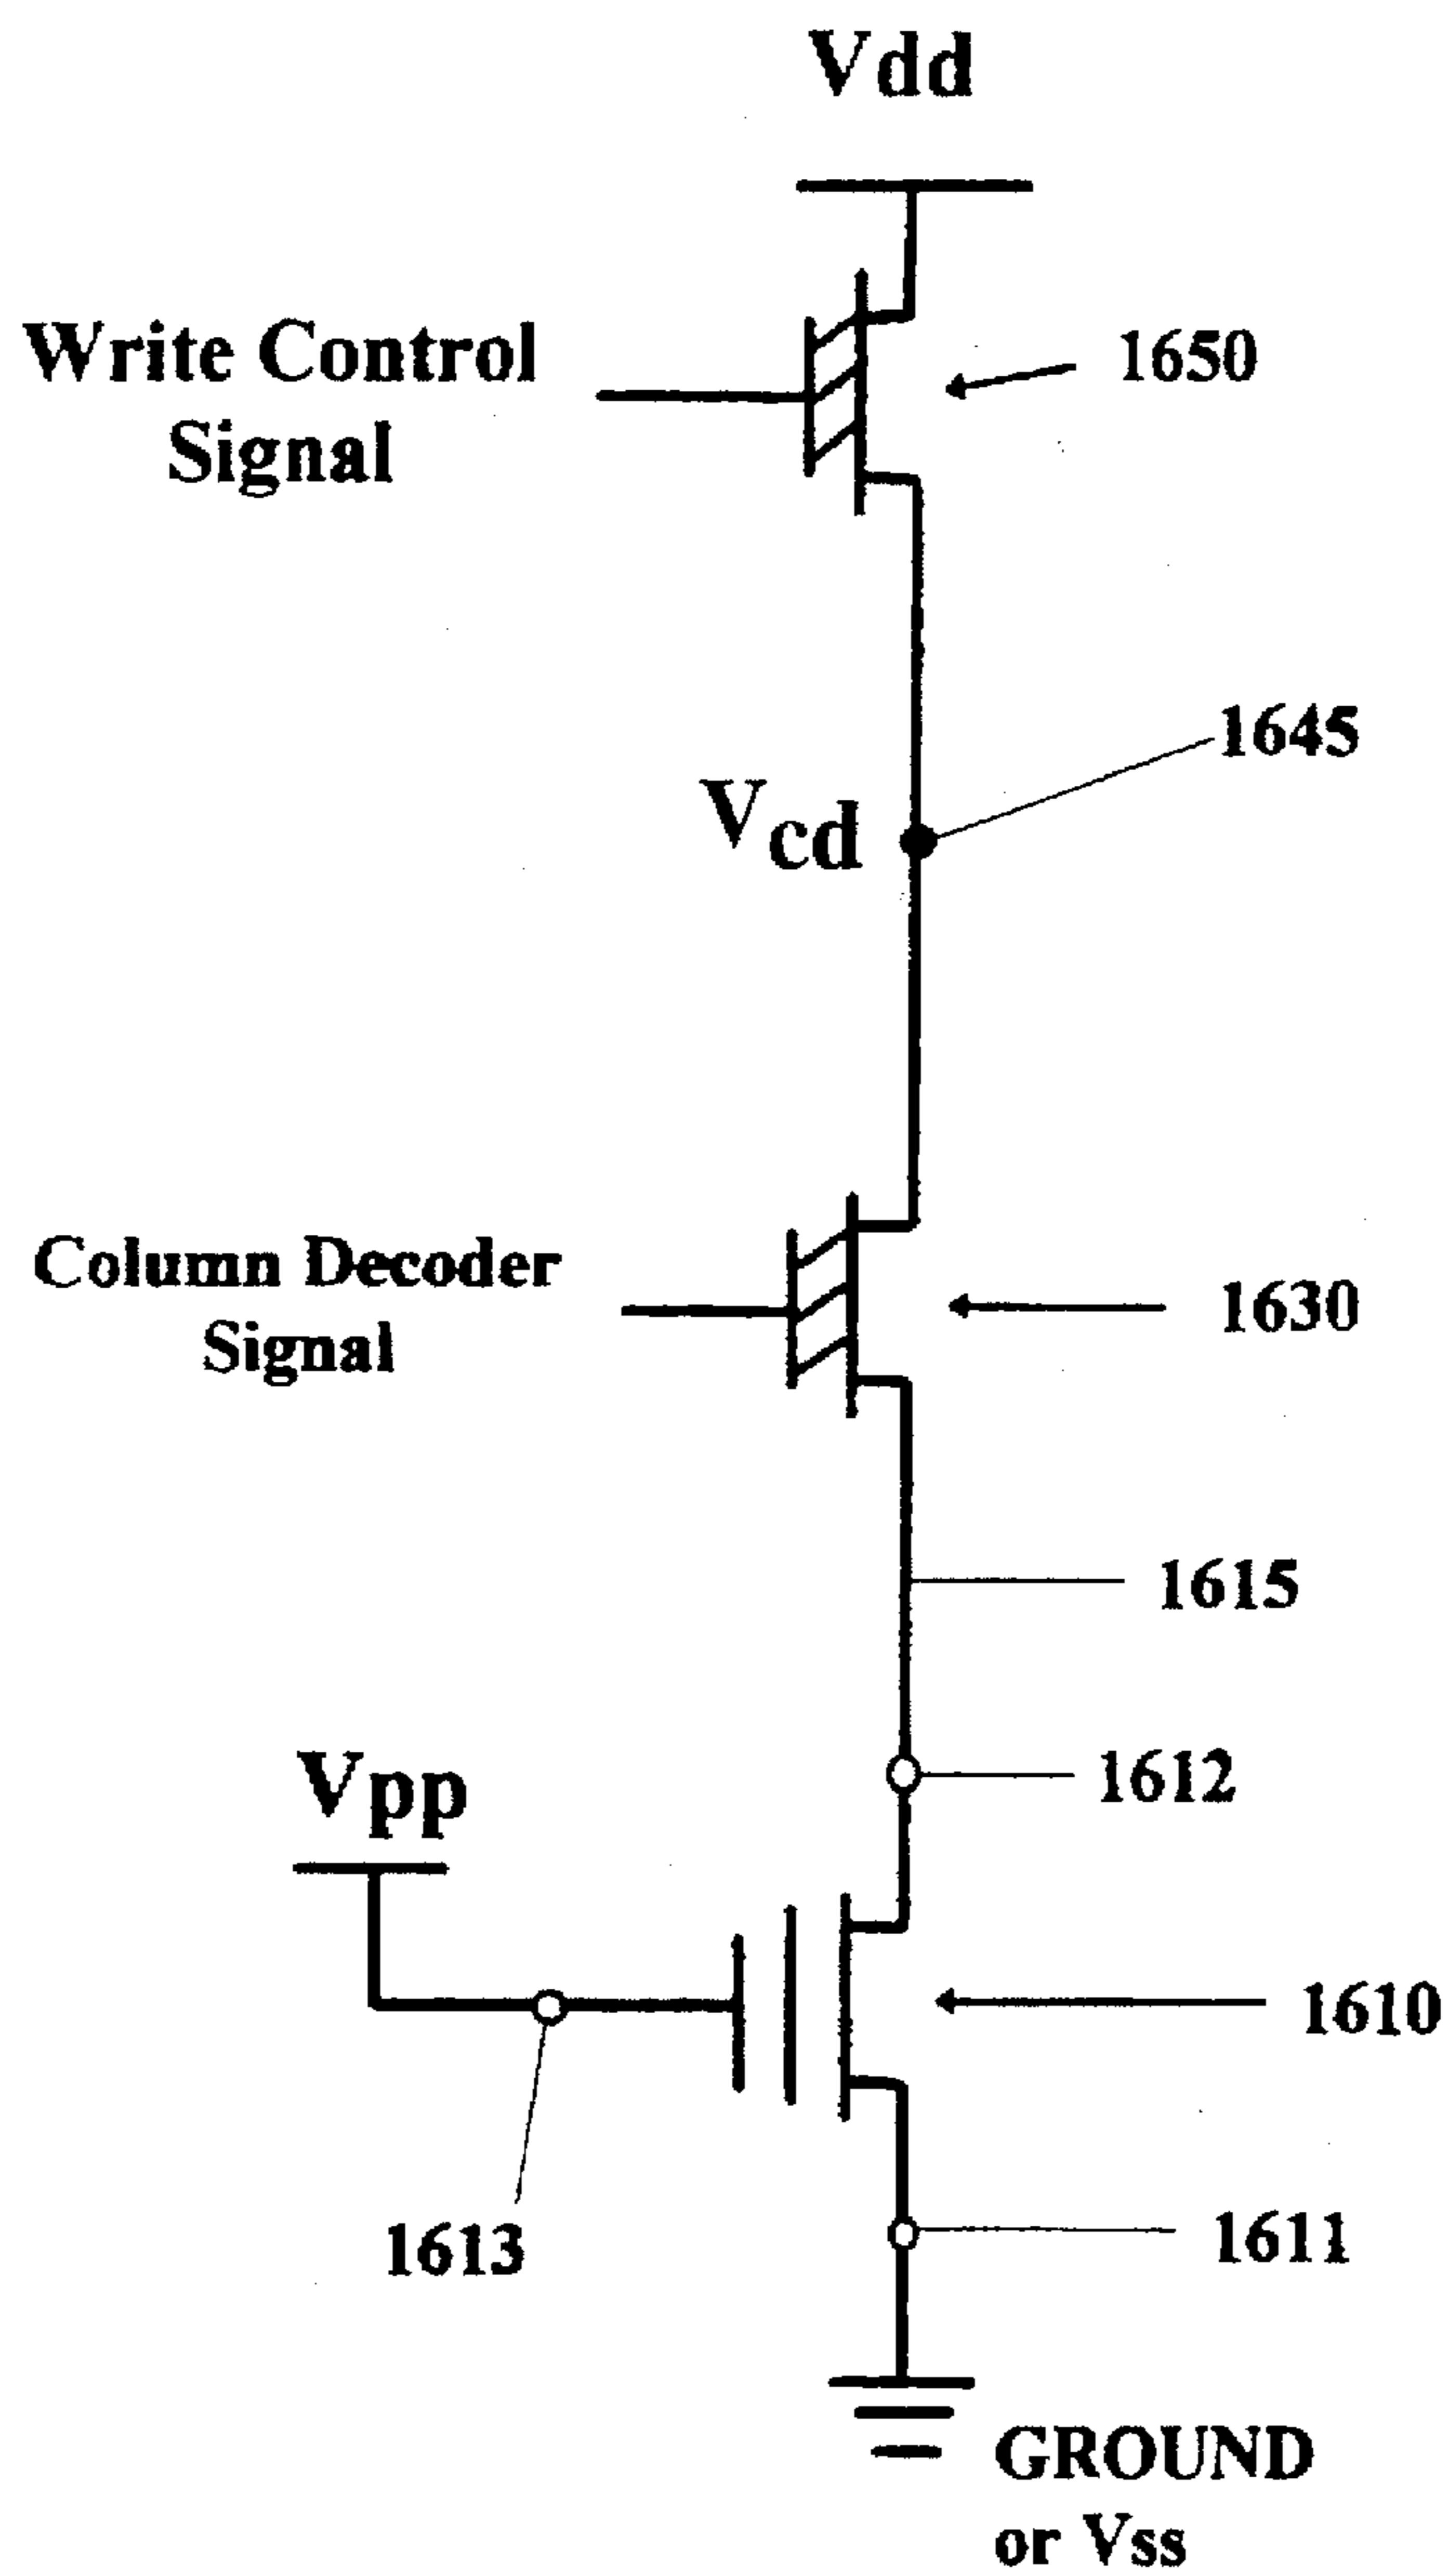 Vdd
Write Control
Signal
1650
1645
Vcd
Column Decoder
Signal
1630
1615
Vpp
1612
1610
1613
1611
GROUND
or Vss